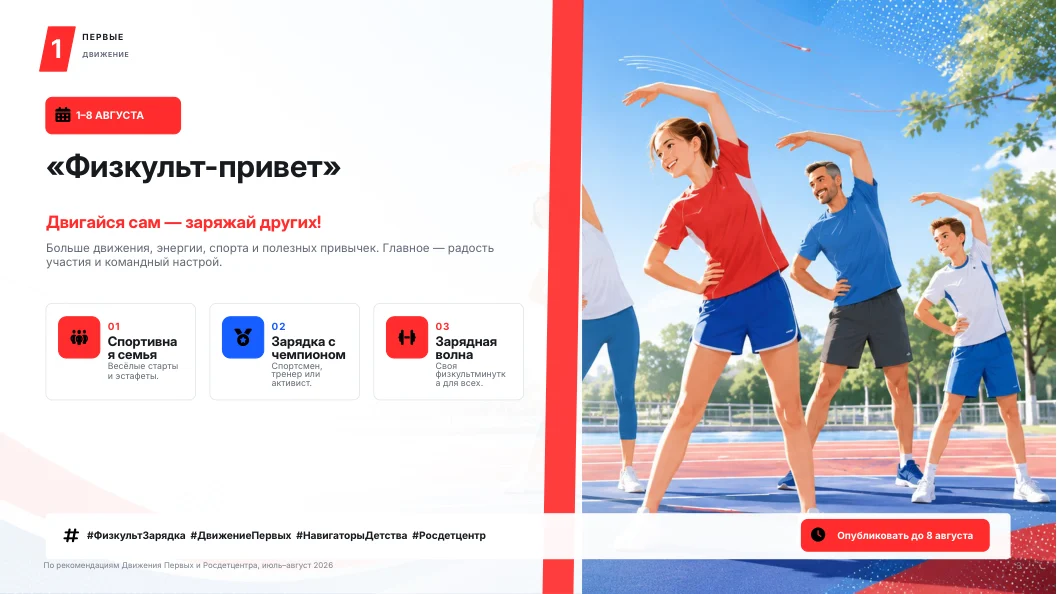 1
ПЕРВЫЕ
ДВИЖЕНИЕ
1–8 АВГУСТА
«Физкульт-привет»
Двигайся сам — заряжай других!
Больше движения, энергии, спорта и полезных привычек. Главное — радость
участия и командный настрой.
01
Спортивна
я семья
Весёлые старты
и эстафеты.
02
Зарядка с
чемпионом
Спортсмен,
тренер или
активист.
03
Зарядная
волна
Своя
физкультминутк
а для всех.
#ФизкультЗарядка #ДвижениеПервых #НавигаторыДетства #Росдетцентр
Опубликовать до 8 августа
По рекомендациям Движения Первых и Росдетцентра, июль–август 2026